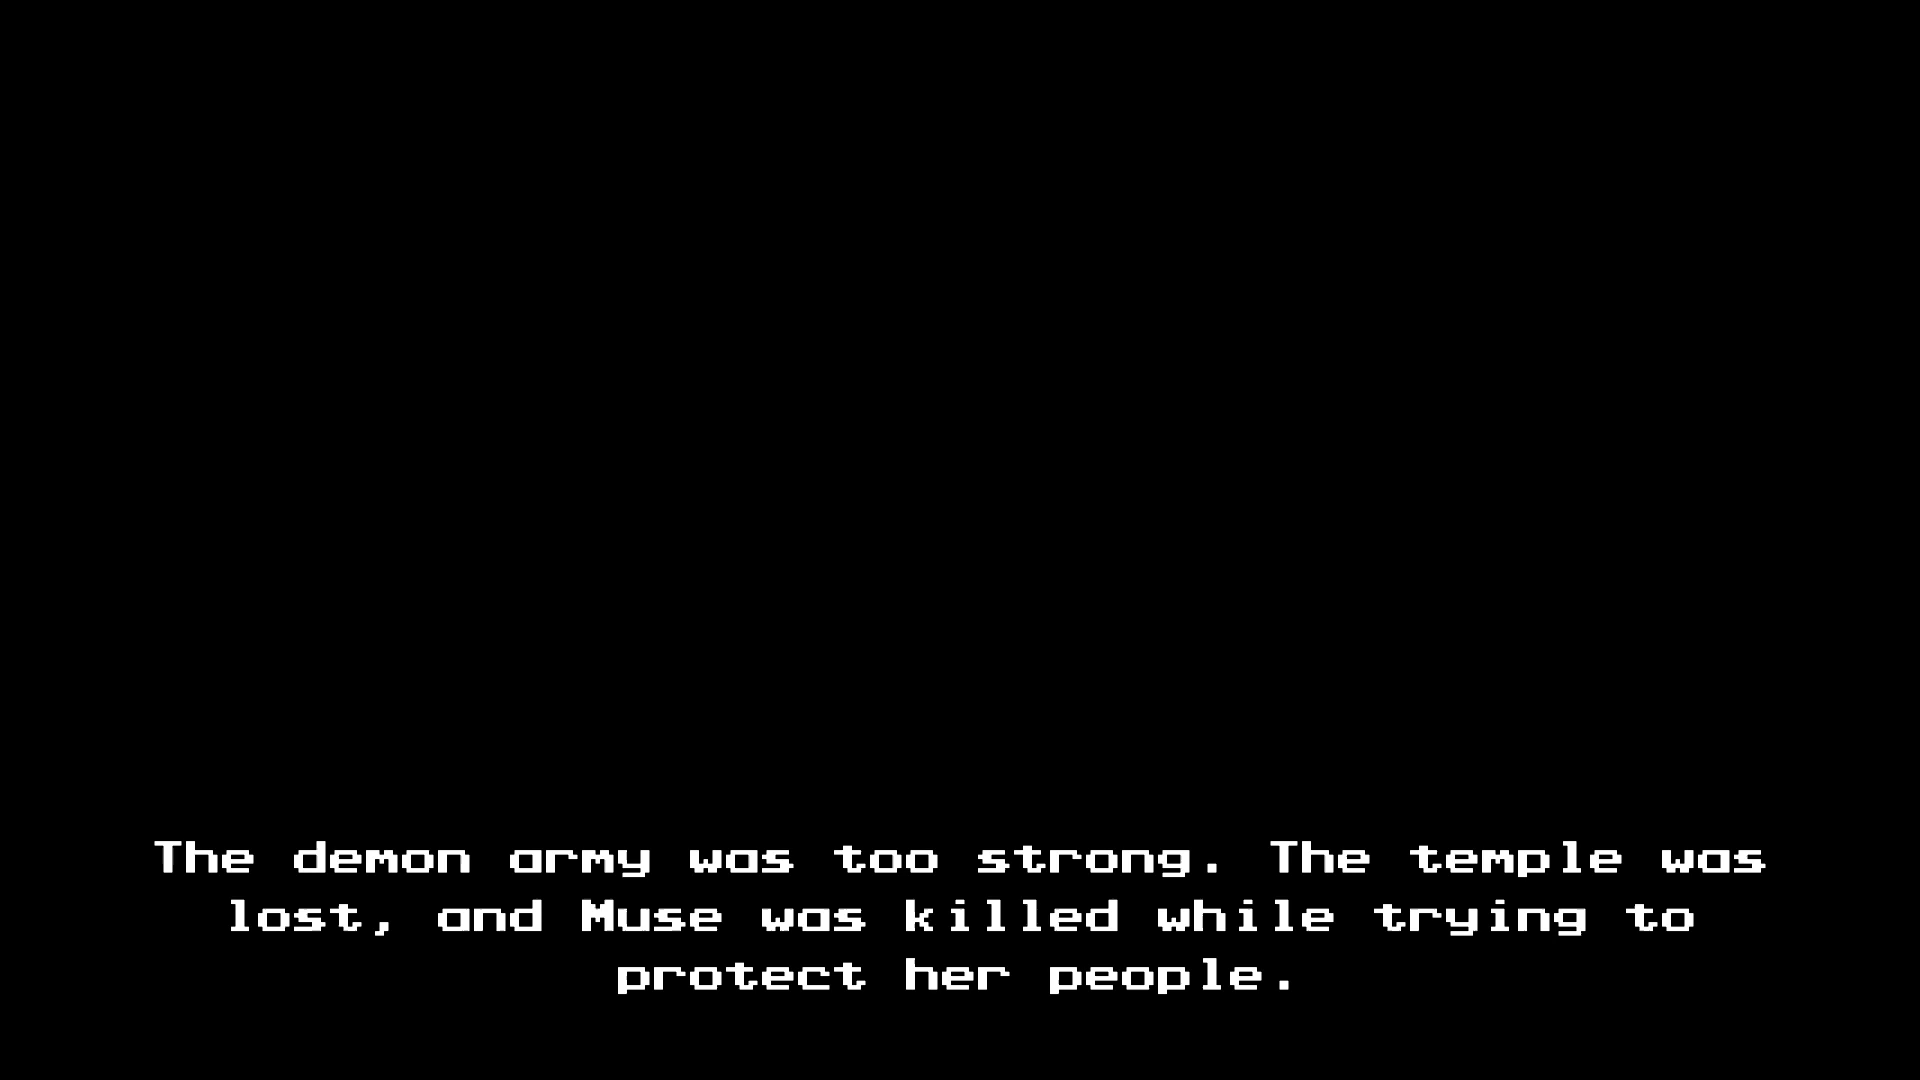 The demon army was too strong. The temple was
lost, and Muse was killed while trying to
protect her people.